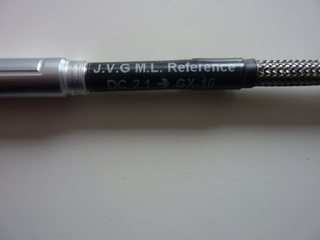 J.V.G M.L. Reference
DC 2.1 → GX 16